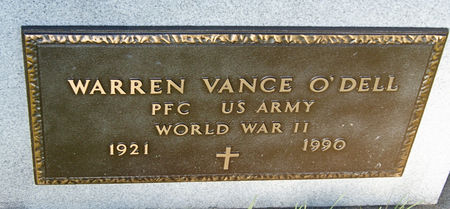 WARREN VANCE O'DELL
PFC US ARMY
WORLD WAR II
1921 1990